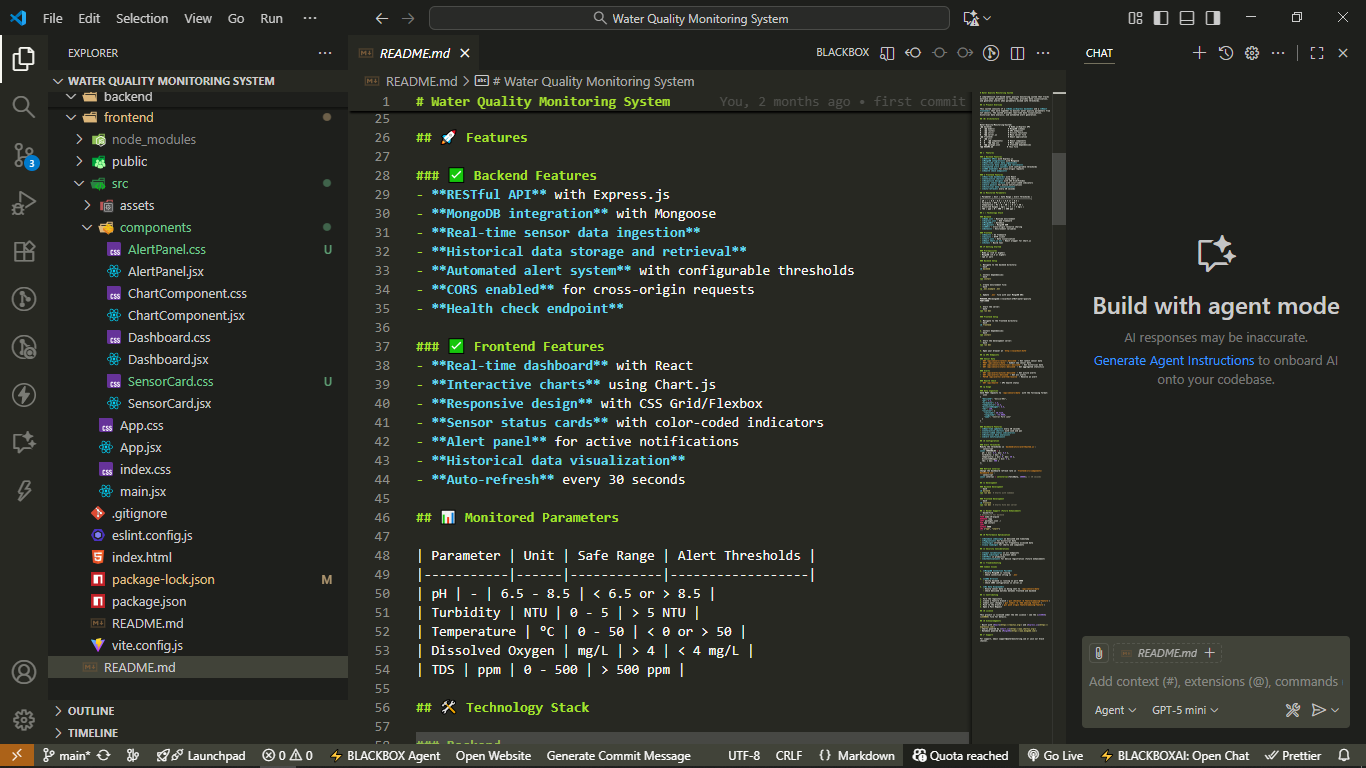 File Edit Selection View Go Run ···
Water Quality Monitoring System
EXPLORER
WATER QUALITY MONITORING SYSTEM
backend
frontend
node_modules
public
src
assets
components
AlertPanel.css U
AlertPanel.jsx
ChartComponent.css
ChartComponent.jsx
Dashboard.css
Dashboard.jsx
SensorCard.css U
SensorCard.jsx
App.css
App.jsx
index.css
main.jsx
.gitignore
eslint.config.js
index.html
package-lock.json M
package.json
README.md
vite.config.js
README.md
OUTLINE
TIMELINE
3
README.md
BLACKBOX
README.md > # Water Quality Monitoring System
1 # Water Quality Monitoring System You, 2 months ago • first commit
25
26 ## 🚀 Features
27
28 ### ✅ Backend Features
29 - **RESTful API** with Express.js
30 - **MongoDB integration** with Mongoose
31 - **Real-time sensor data ingestion**
32 - **Historical data storage and retrieval**
33 - **Automated alert system** with configurable thresholds
34 - **CORS enabled** for cross-origin requests
35 - **Health check endpoint**
36
37 ### ✅ Frontend Features
38 - **Real-time dashboard** with React
39 - **Interactive charts** using Chart.js
40 - **Responsive design** with CSS Grid/Flexbox
41 - **Sensor status cards** with color-coded indicators
42 - **Alert panel** for active notifications
43 - **Historical data visualization**
44 - **Auto-refresh** every 30 seconds
45
46 ## 📊 Monitored Parameters
47
48 | Parameter | Unit | Safe Range | Alert Thresholds |
49 |-----------|------|------------|------------------|
50 | pH | - | 6.5 - 8.5 | < 6.5 or > 8.5 |
51 | Turbidity | NTU | 0 - 5 | > 5 NTU |
52 | Temperature | °C | 0 - 50 | < 0 or > 50 |
53 | Dissolved Oxygen | mg/L | > 4 | < 4 mg/L |
54 | TDS | ppm | 0 - 500 | > 500 ppm |
55
56 ## 🛠 Technology Stack
57
CHAT
Build with agent mode
AI responses may be inaccurate.
Generate Agent Instructions to onboard AI
onto your codebase.
README.md +
Add context (#), extensions (@), commands
Agent GPT-5 mini
main* Launchpad 0 0 BLACKBOX Agent Open Website Generate Commit Message UTF-8 CRLF {} Markdown Quota reached Go Live BLACKBOXAI: Open Chat Prettier